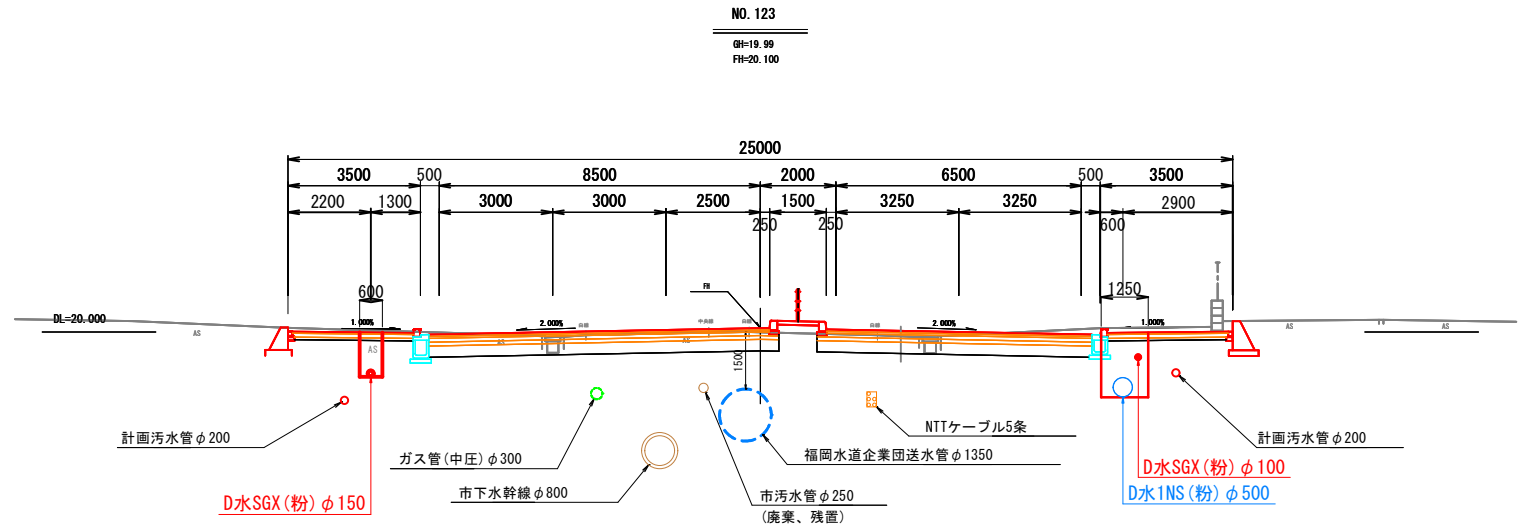 NO. 123
GH=19.99
FH=20.100
25000
3500 500 8500 2000 6500 500 3500
2200 1300 3000 3000 2500 1500 3250 3250 2900
250 250 600
600 1250
FH
DL=20.000
1.000% 2.000% 2.000% 1.000%
AS AS AS AS AS AS
1500
計画汚水管φ200
ガス管(中圧)φ300
市下水幹線φ800
D水SGX(粉)φ150
市汚水管φ250
(廃棄、残置)
福岡水道企業団送水管φ1350
NTTケーブル5条
計画汚水管φ200
D水SGX(粉)φ100
D水1NS(粉)φ500